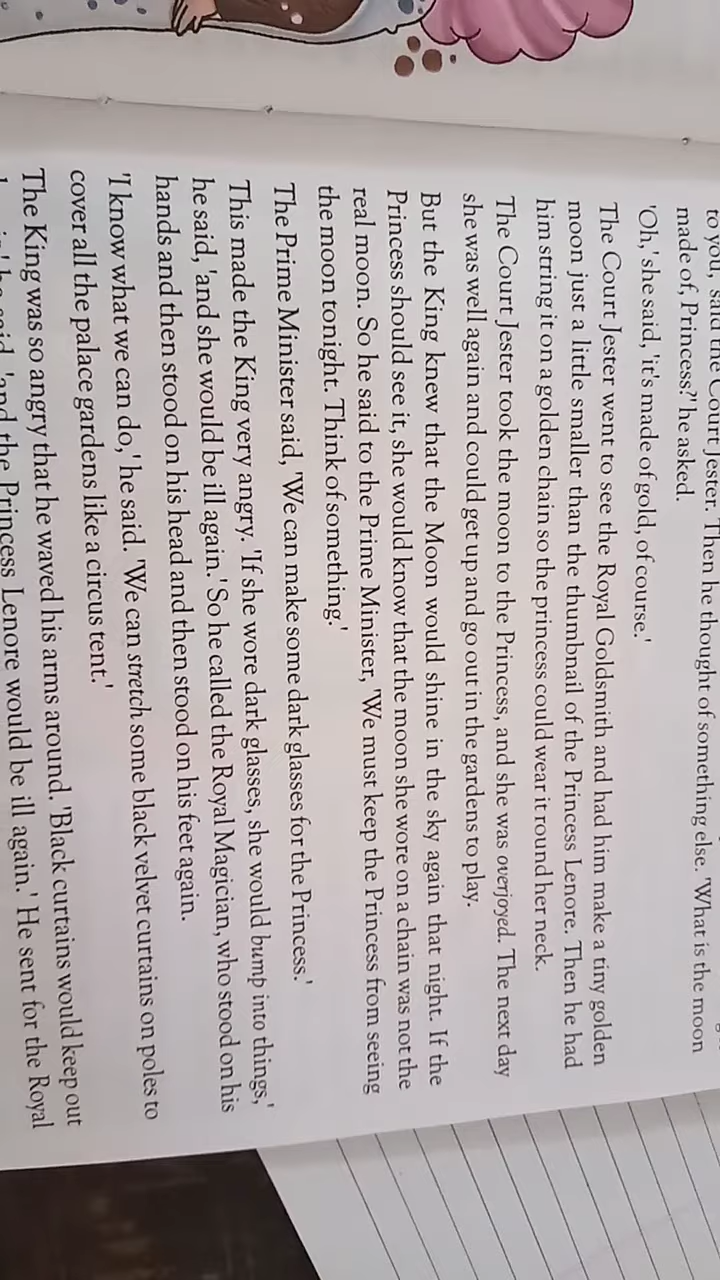 to you,' said the Court Jester. Then he thought of something else. 'What is the moon
made of, Princess?' he asked.
'Oh,' she said, 'it's made of gold, of course.'
The Court Jester went to see the Royal Goldsmith and had him make a tiny golden
moon just a little smaller than the thumbnail of the Princess Lenore. Then he had
him string it on a golden chain so the princess could wear it round her neck.
The Court Jester took the moon to the Princess, and she was overjoyed. The next day
she was well again and could get up and go out in the gardens to play.
But the King knew that the Moon would shine in the sky again that night. If the
Princess should see it, she would know that the moon she wore on a chain was not the
real moon. So he said to the Prime Minister, 'We must keep the Princess from seeing
the moon tonight. Think of something.'
The Prime Minister said, 'We can make some dark glasses for the Princess.'
This made the King very angry. 'If she wore dark glasses, she would bump into things,'
he said, 'and she would be ill again.' So he called the Royal Magician, who stood on his
hands and then stood on his head and then stood on his feet again.
'I know what we can do,' he said. 'We can stretch some black velvet curtains on poles to
cover all the palace gardens like a circus tent.'
The King was so angry that he waved his arms around. 'Black curtains would keep out
he said, 'and the Princess Lenore would be ill again.' He sent for the Royal